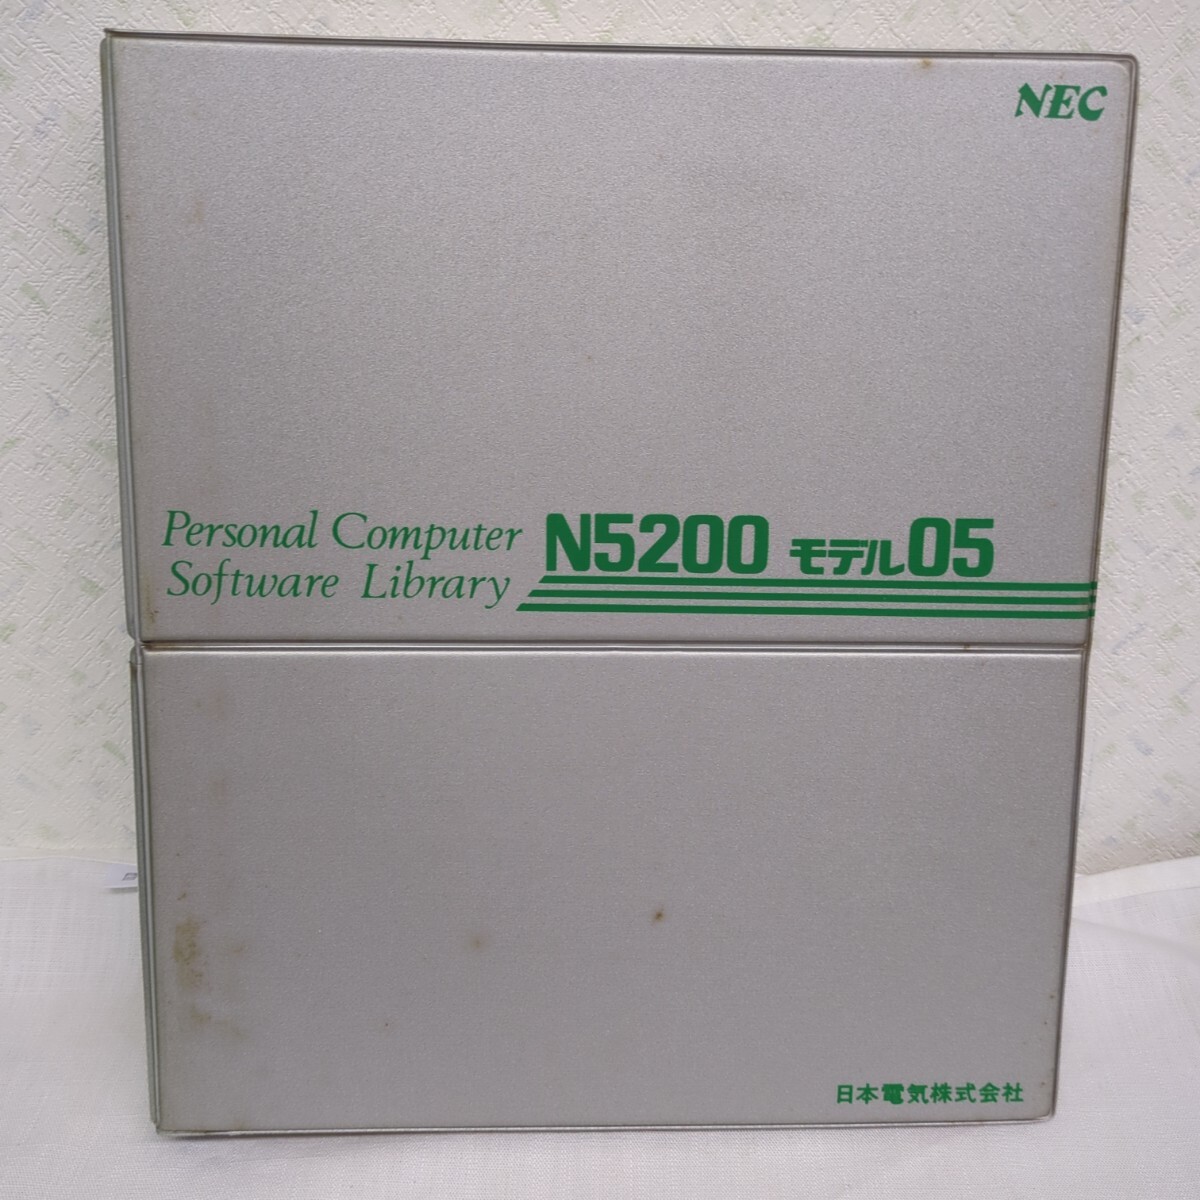 NEC
Personal Computer
Software Library
N5200 モデル05
日本電気株式会社